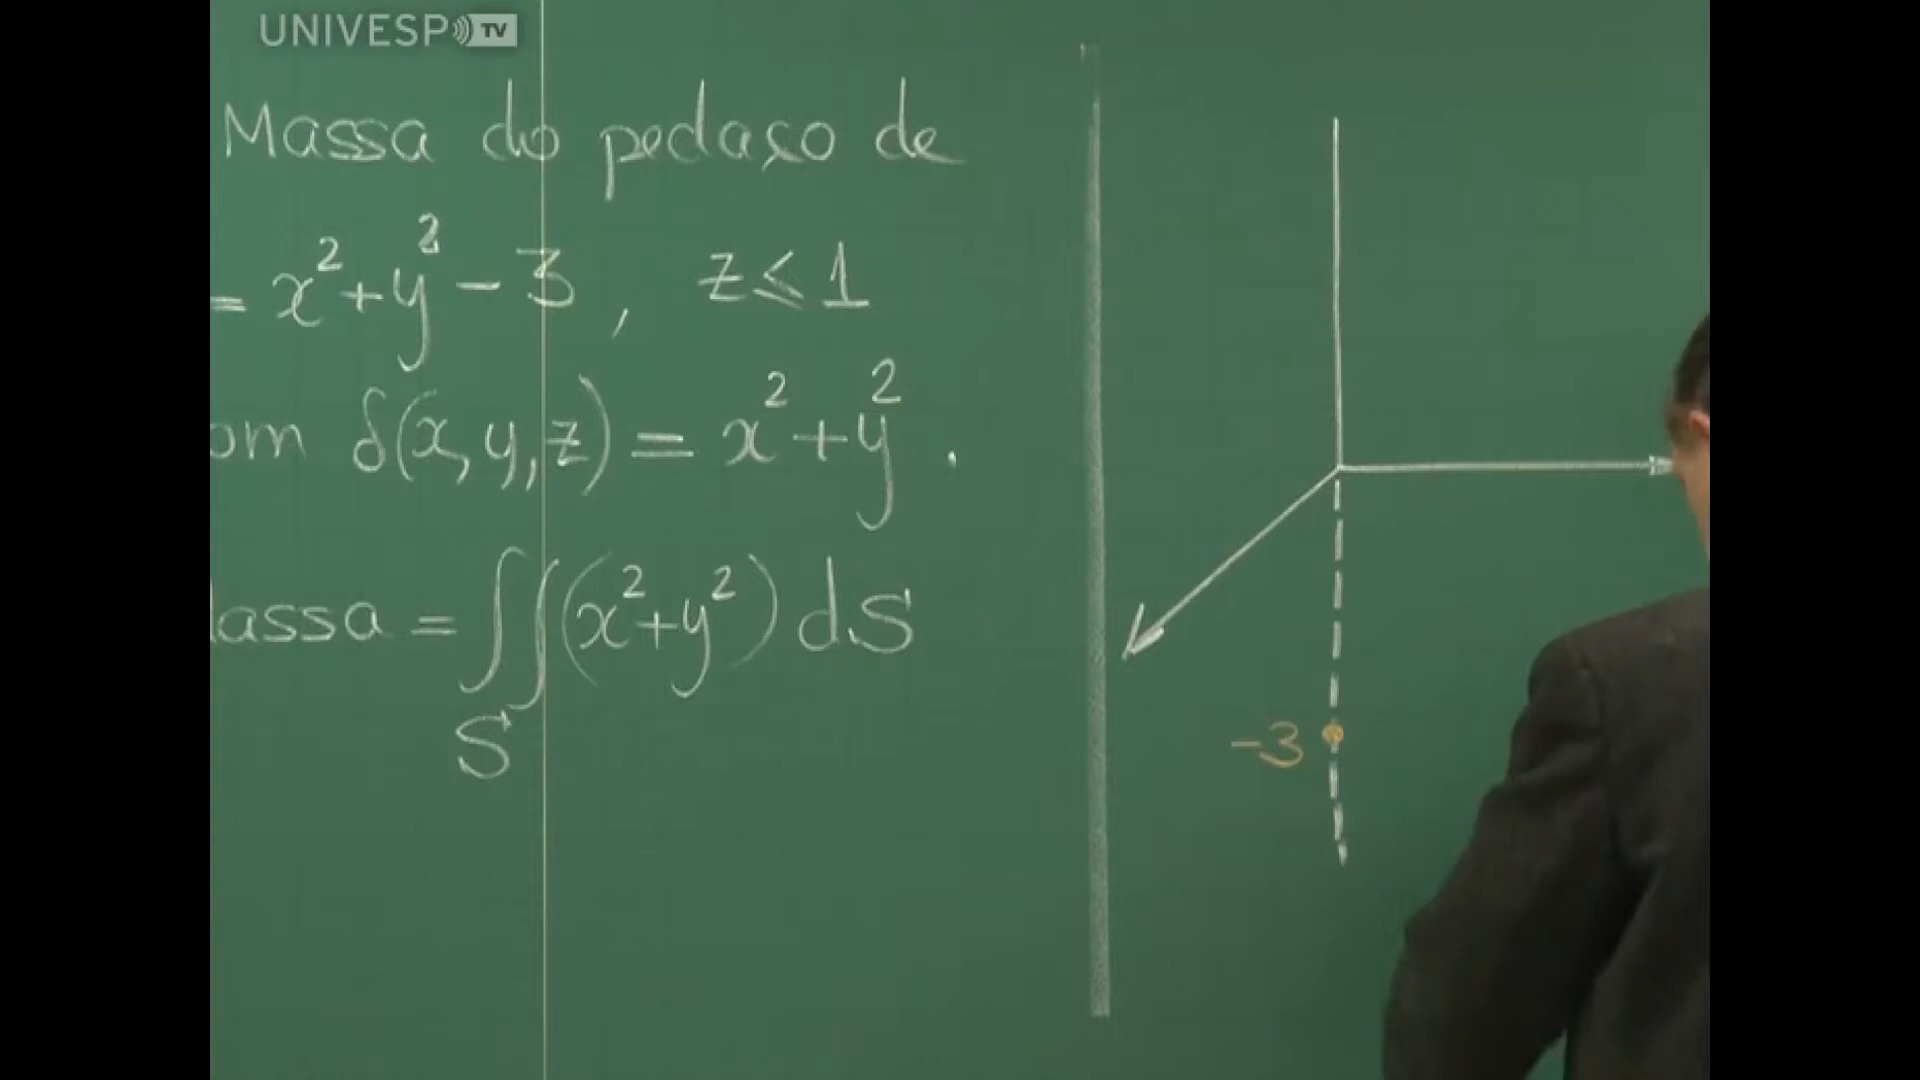 UNIVESP TV
Massa do pedaço de
= x² + y² - 3, z ≤ 1
om δ(x, y, z) = x² + y².
assa = ∬ (x² + y²) dS
S
-3